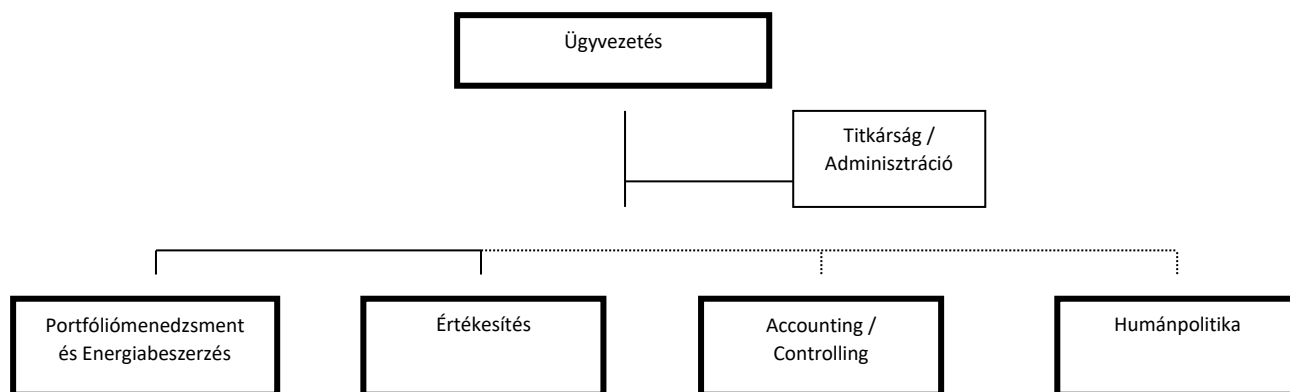 Ügyvezetés
Titkárság /
Adminisztráció
Portfóliómenedzsment
és Energiabeszerzés
Értékesítés
Accounting /
Controlling
Humánpolitika